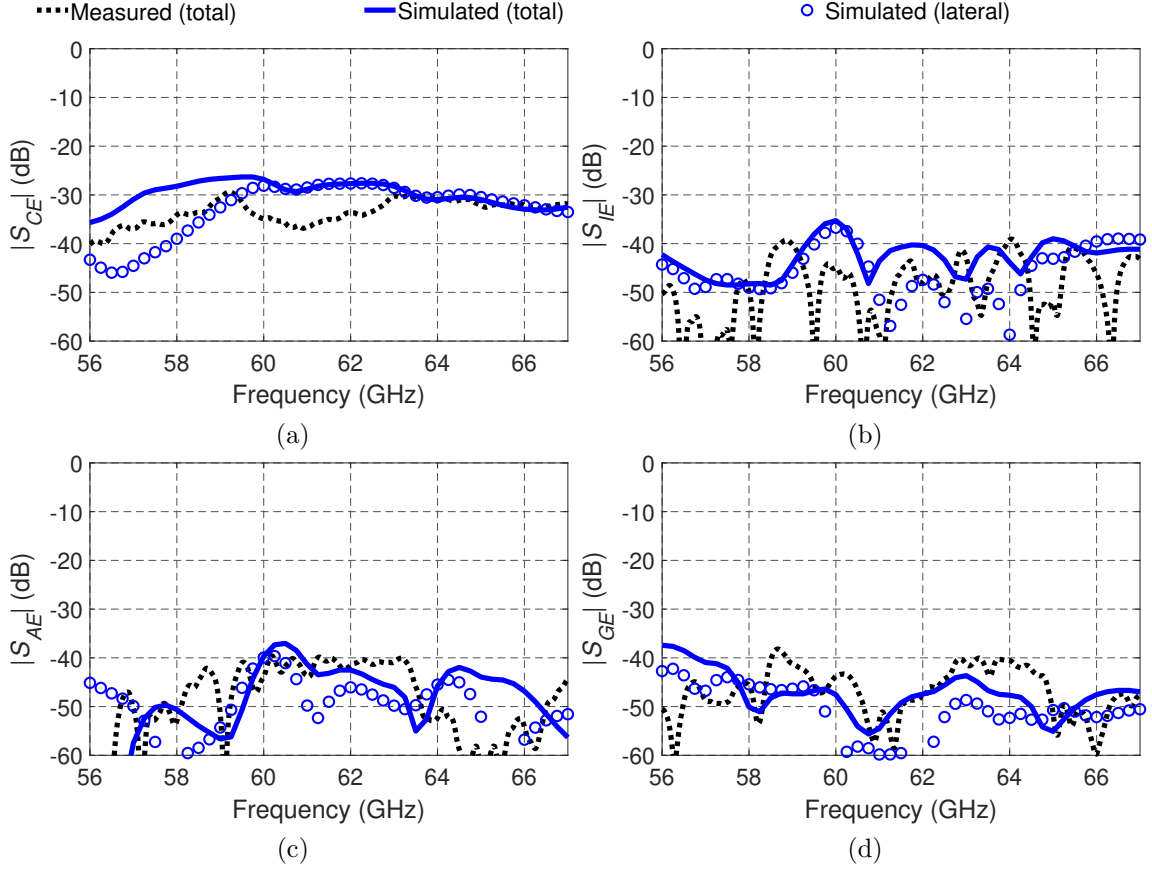 Measured (total) Simulated (total) Simulated (lateral)
0
-10
-20
-30
-40
-50
-60
|S_CE| (dB)
56 58 60 62 64 66
Frequency (GHz)
(a)
0
-10
-20
-30
-40
-50
-60
|S_IE| (dB)
56 58 60 62 64 66
Frequency (GHz)
(b)
0
-10
-20
-30
-40
-50
-60
|S_AE| (dB)
56 58 60 62 64 66
Frequency (GHz)
(c)
0
-10
-20
-30
-40
-50
-60
|S_GE| (dB)
56 58 60 62 64 66
Frequency (GHz)
(d)